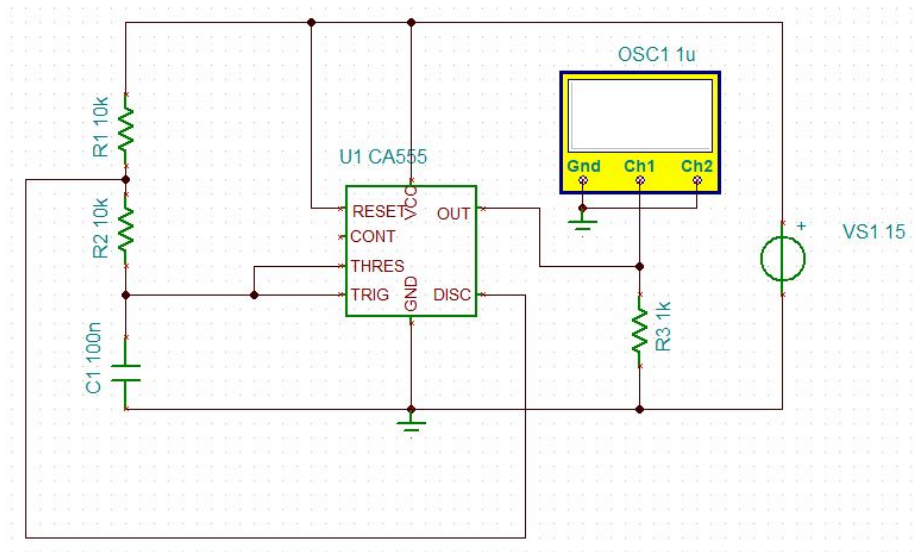 OSC1 1u
Gnd Ch1 Ch2
R1 10k
U1 CA555
RESET
VCC
OUT
CONT
THRES
TRIG
GND
DISC
R2 10k
C1 100n
R3 1k
+
VS1 15